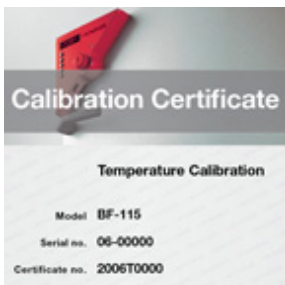 Calibration Certificate
Temperature Calibration
Model BF-115
Serial no. 06-00000
Certificate no. 2006T0000